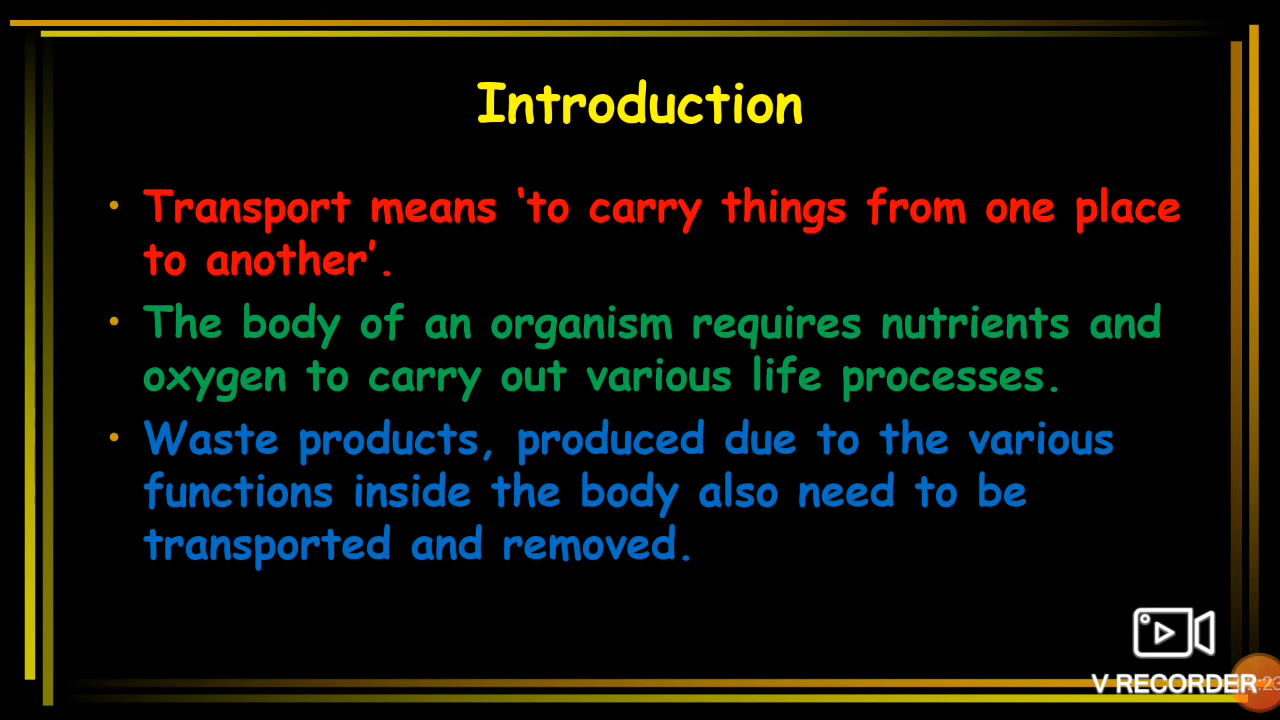 Introduction
• Transport means ‘to carry things from one place
to another’.
• The body of an organism requires nutrients and
oxygen to carry out various life processes.
• Waste products, produced due to the various
functions inside the body also need to be
transported and removed.
V RECORDER
:23